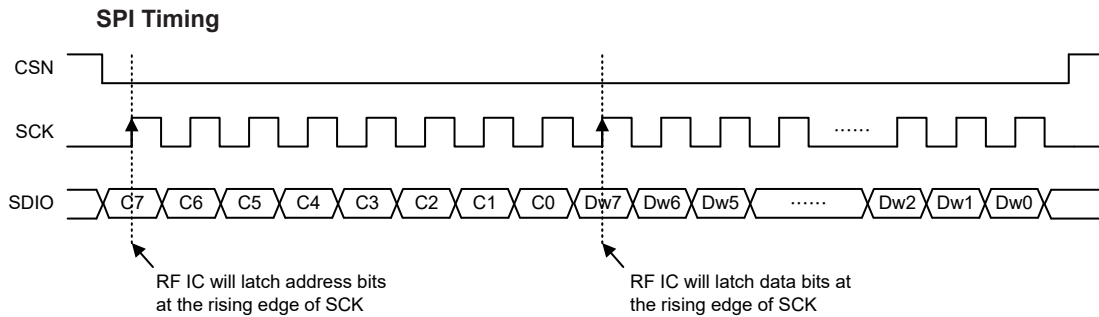 SPI Timing
CSN
SCK
......
SDIO
C7 C6 C5 C4 C3 C2 C1 C0 Dw7 Dw6 Dw5 ...... Dw2 Dw1 Dw0
RF IC will latch address bits
at the rising edge of SCK
RF IC will latch data bits at
the rising edge of SCK